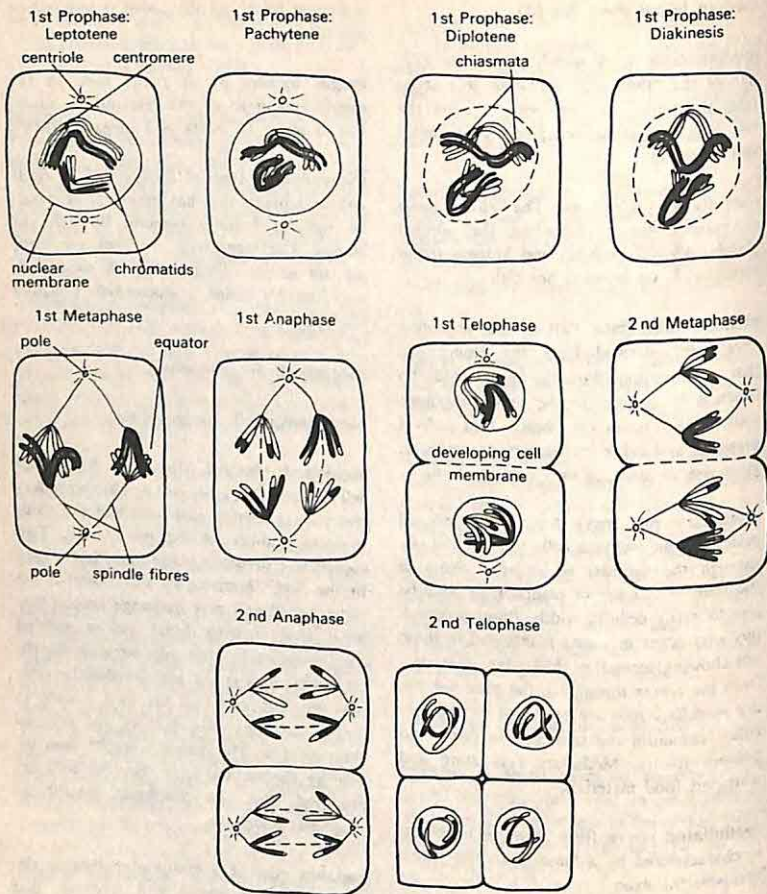 1st Prophase:
Leptotene
1st Prophase:
Pachytene
1st Prophase:
Diplotene
1st Prophase:
Diakinesis
centriole
centromere
chiasmata
nuclear
membrane
chromatids
1st Metaphase
1st Anaphase
1st Telophase
2nd Metaphase
pole
equator
developing cell
membrane
pole
spindle fibres
2nd Anaphase
2nd Telophase